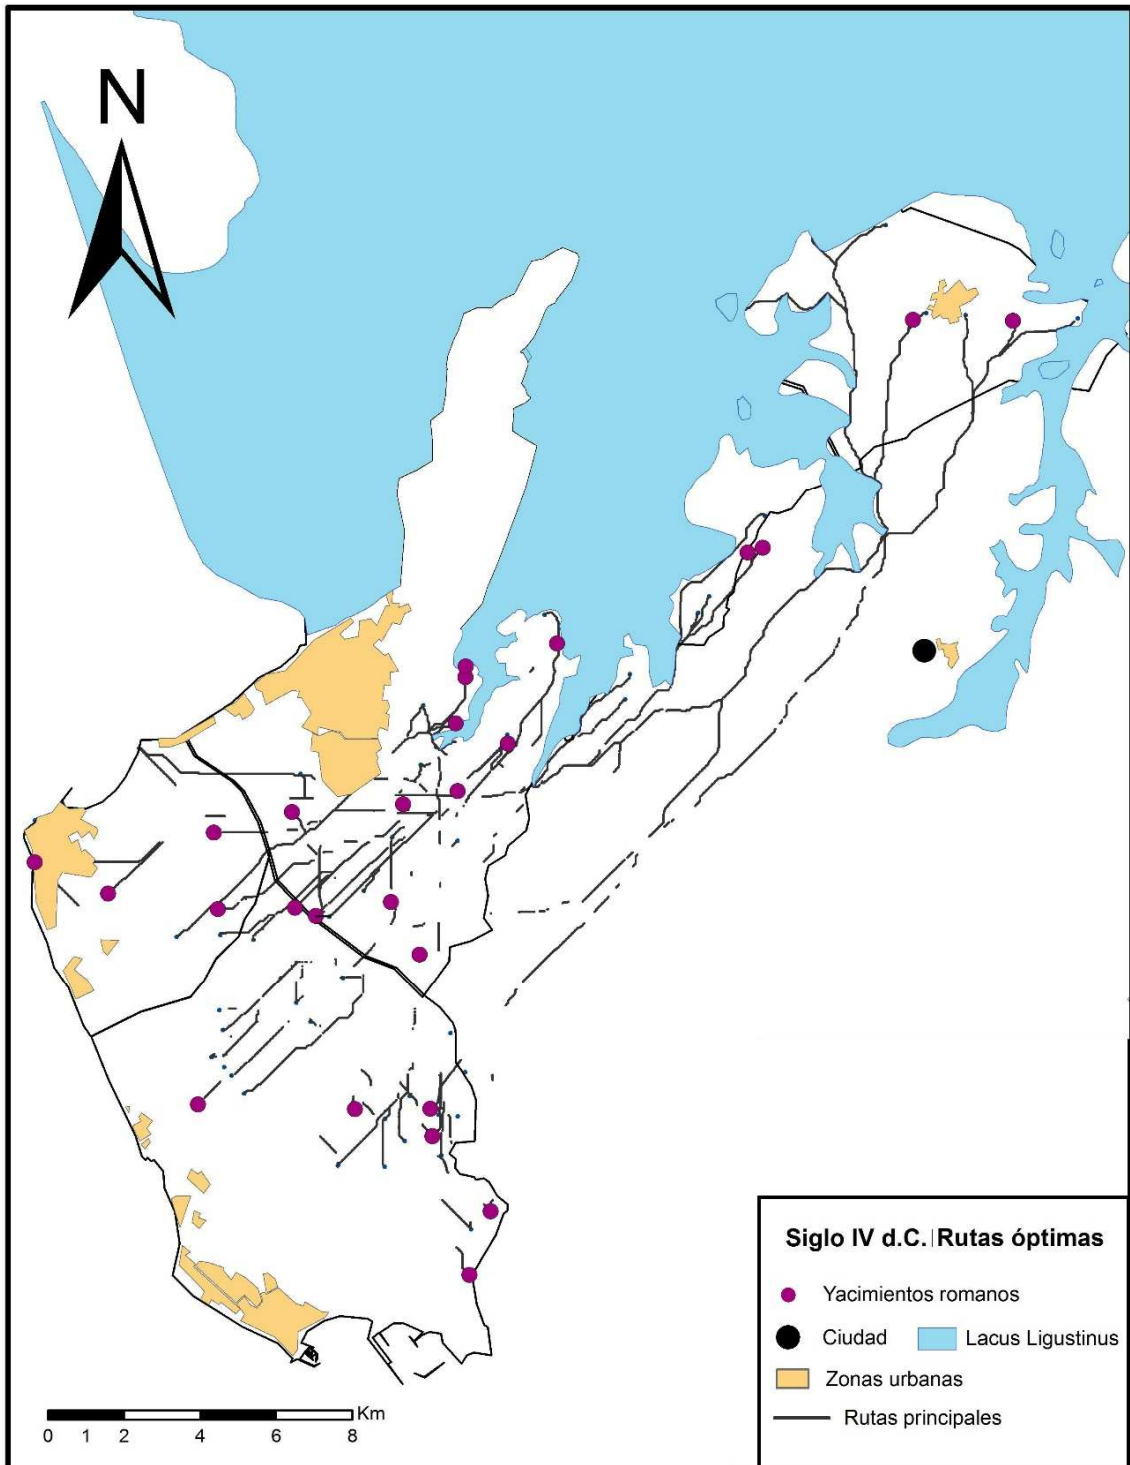 N
Siglo IV d.C. | Rutas óptimas
Yacimientos romanos
Ciudad
Lacus Ligustinus
Zonas urbanas
Rutas principales
Km
0 1 2 4 6 8